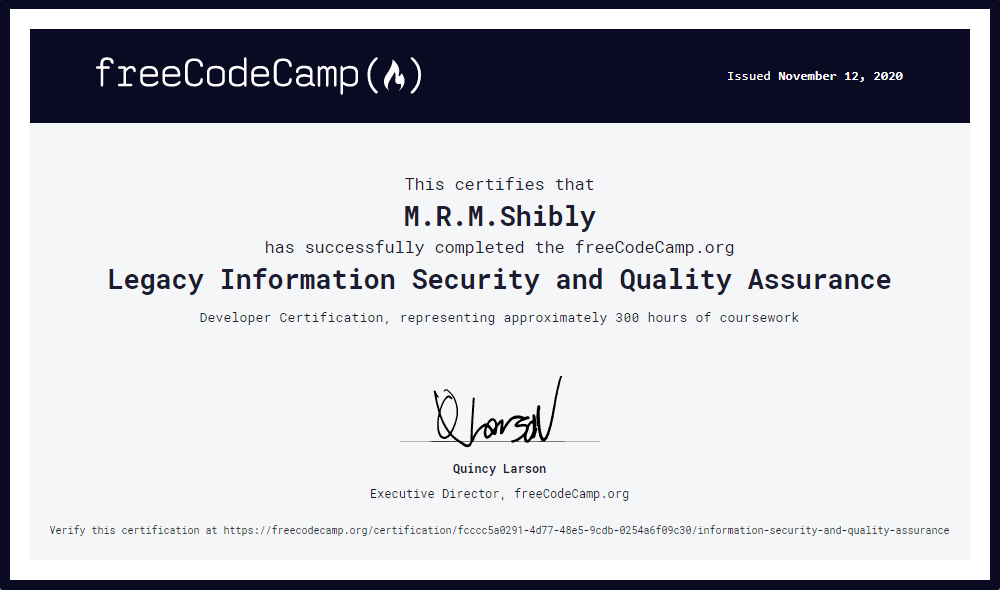 freeCodeCamp()
Issued November 12, 2020
This certifies that
M.R.M.Shibly
has successfully completed the freeCodeCamp.org
Legacy Information Security and Quality Assurance
Developer Certification, representing approximately 300 hours of coursework
Q Larson
Quincy Larson
Executive Director, freeCodeCamp.org
Verify this certification at https://freecodecamp.org/certification/fcccc5a0291-4d77-48e5-9cdb-0254a6f09c30/information-security-and-quality-assurance